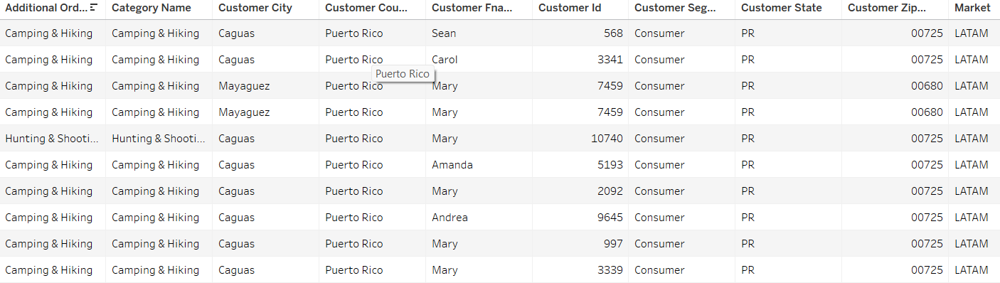 Additional Ord... Category Name Customer City Customer Cou... Customer Fna... Customer Id Customer Seg... Customer State Customer Zip... Market
Camping & Hiking Camping & Hiking Caguas Puerto Rico Sean 568 Consumer PR 00725 LATAM
Camping & Hiking Camping & Hiking Caguas Puerto Rico Carol 3341 Consumer PR 00725 LATAM
Puerto Rico
Camping & Hiking Camping & Hiking Mayaguez Puerto Rico Mary 7459 Consumer PR 00680 LATAM
Camping & Hiking Camping & Hiking Mayaguez Puerto Rico Mary 7459 Consumer PR 00680 LATAM
Hunting & Shooti... Hunting & Shooti... Caguas Puerto Rico Mary 10740 Consumer PR 00725 LATAM
Camping & Hiking Camping & Hiking Caguas Puerto Rico Amanda 5193 Consumer PR 00725 LATAM
Camping & Hiking Camping & Hiking Caguas Puerto Rico Mary 2092 Consumer PR 00725 LATAM
Camping & Hiking Camping & Hiking Caguas Puerto Rico Andrea 9645 Consumer PR 00725 LATAM
Camping & Hiking Camping & Hiking Caguas Puerto Rico Mary 997 Consumer PR 00725 LATAM
Camping & Hiking Camping & Hiking Caguas Puerto Rico Mary 3339 Consumer PR 00725 LATAM